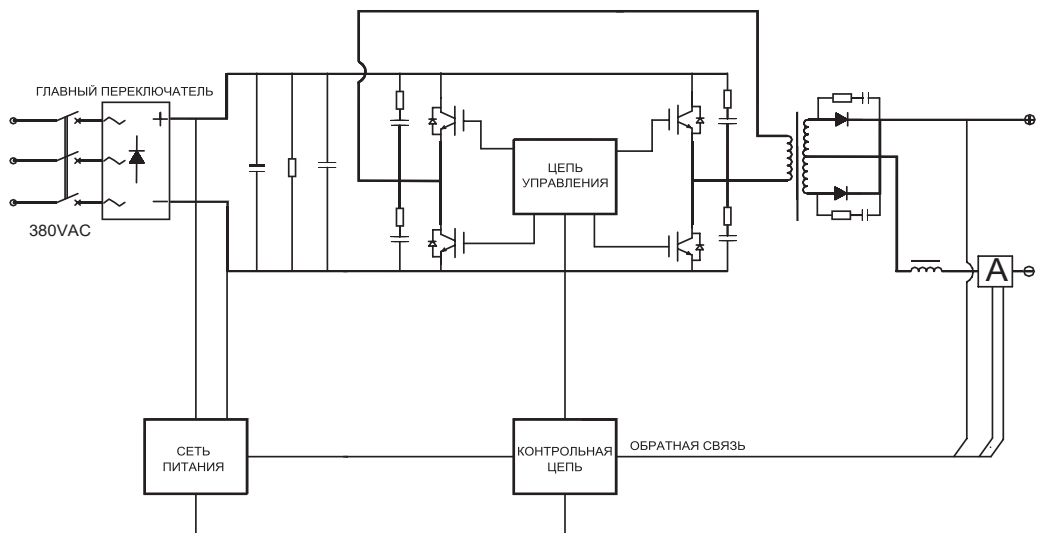 ГЛАВНЫЙ ПЕРЕКЛЮЧАТЕЛЬ
380VAC
ЦЕПЬ
УПРАВЛЕНИЯ
A
СЕТЬ
ПИТАНИЯ
КОНТРОЛЬНАЯ
ЦЕПЬ
ОБРАТНАЯ СВЯЗЬ